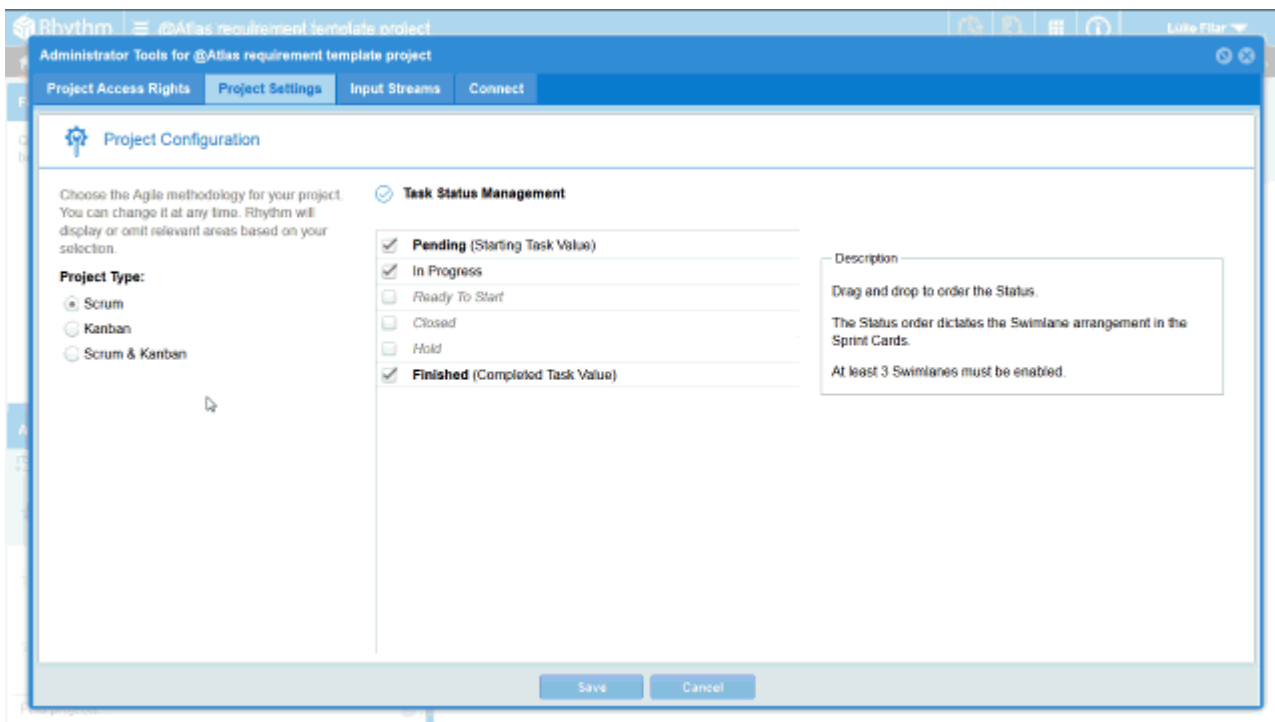 Rhythm @Atlas requirement template project Luke Filar
Administrator Tools for @Atlas requirement template project
Project Access Rights Project Settings Input Streams Connect
Project Configuration
Choose the Agile methodology for your project.
You can change it at any time. Rhythm will
display or omit relevant areas based on your
selection.
Project Type:
Scrum
Kanban
Scrum & Kanban
Task Status Management
Pending (Starting Task Value)
In Progress
Ready To Start
Closed
Hold
Finished (Completed Task Value)
Description
Drag and drop to order the Status.
The Status order dictates the Swimlane arrangement in the
Sprint Cards.
At least 3 Swimlanes must be enabled.
Save Cancel